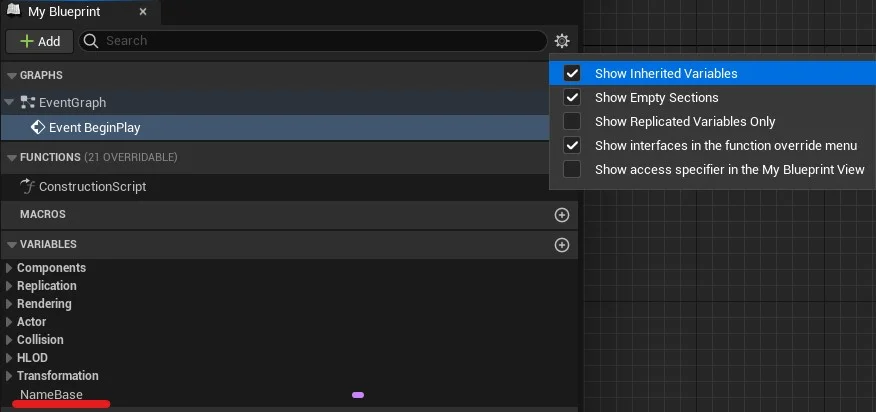 My Blueprint
Add
Search
Show Inherited Variables
Show Empty Sections
Show Replicated Variables Only
Show interfaces in the function override menu
Show access specifier in the My Blueprint View
GRAPHS
EventGraph
Event BeginPlay
FUNCTIONS (21 OVERRIDABLE)
ConstructionScript
MACROS
VARIABLES
Components
Replication
Rendering
Actor
Collision
HLOD
Transformation
NameBase